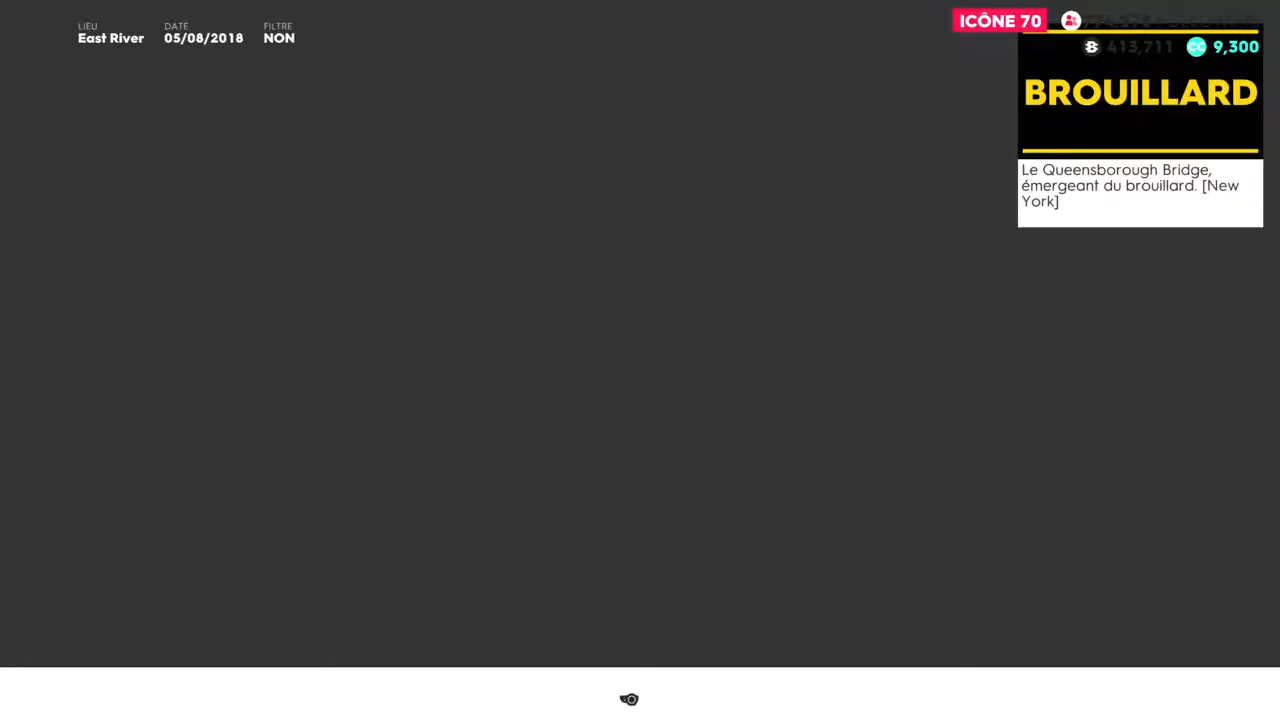 LIEU
East River
DATE
05/08/2018
FILTRE
NON
ICÔNE 70
413,711
9,300
BROUILLARD
Le Queensborough Bridge,
émergeant du brouillard. [New
York]